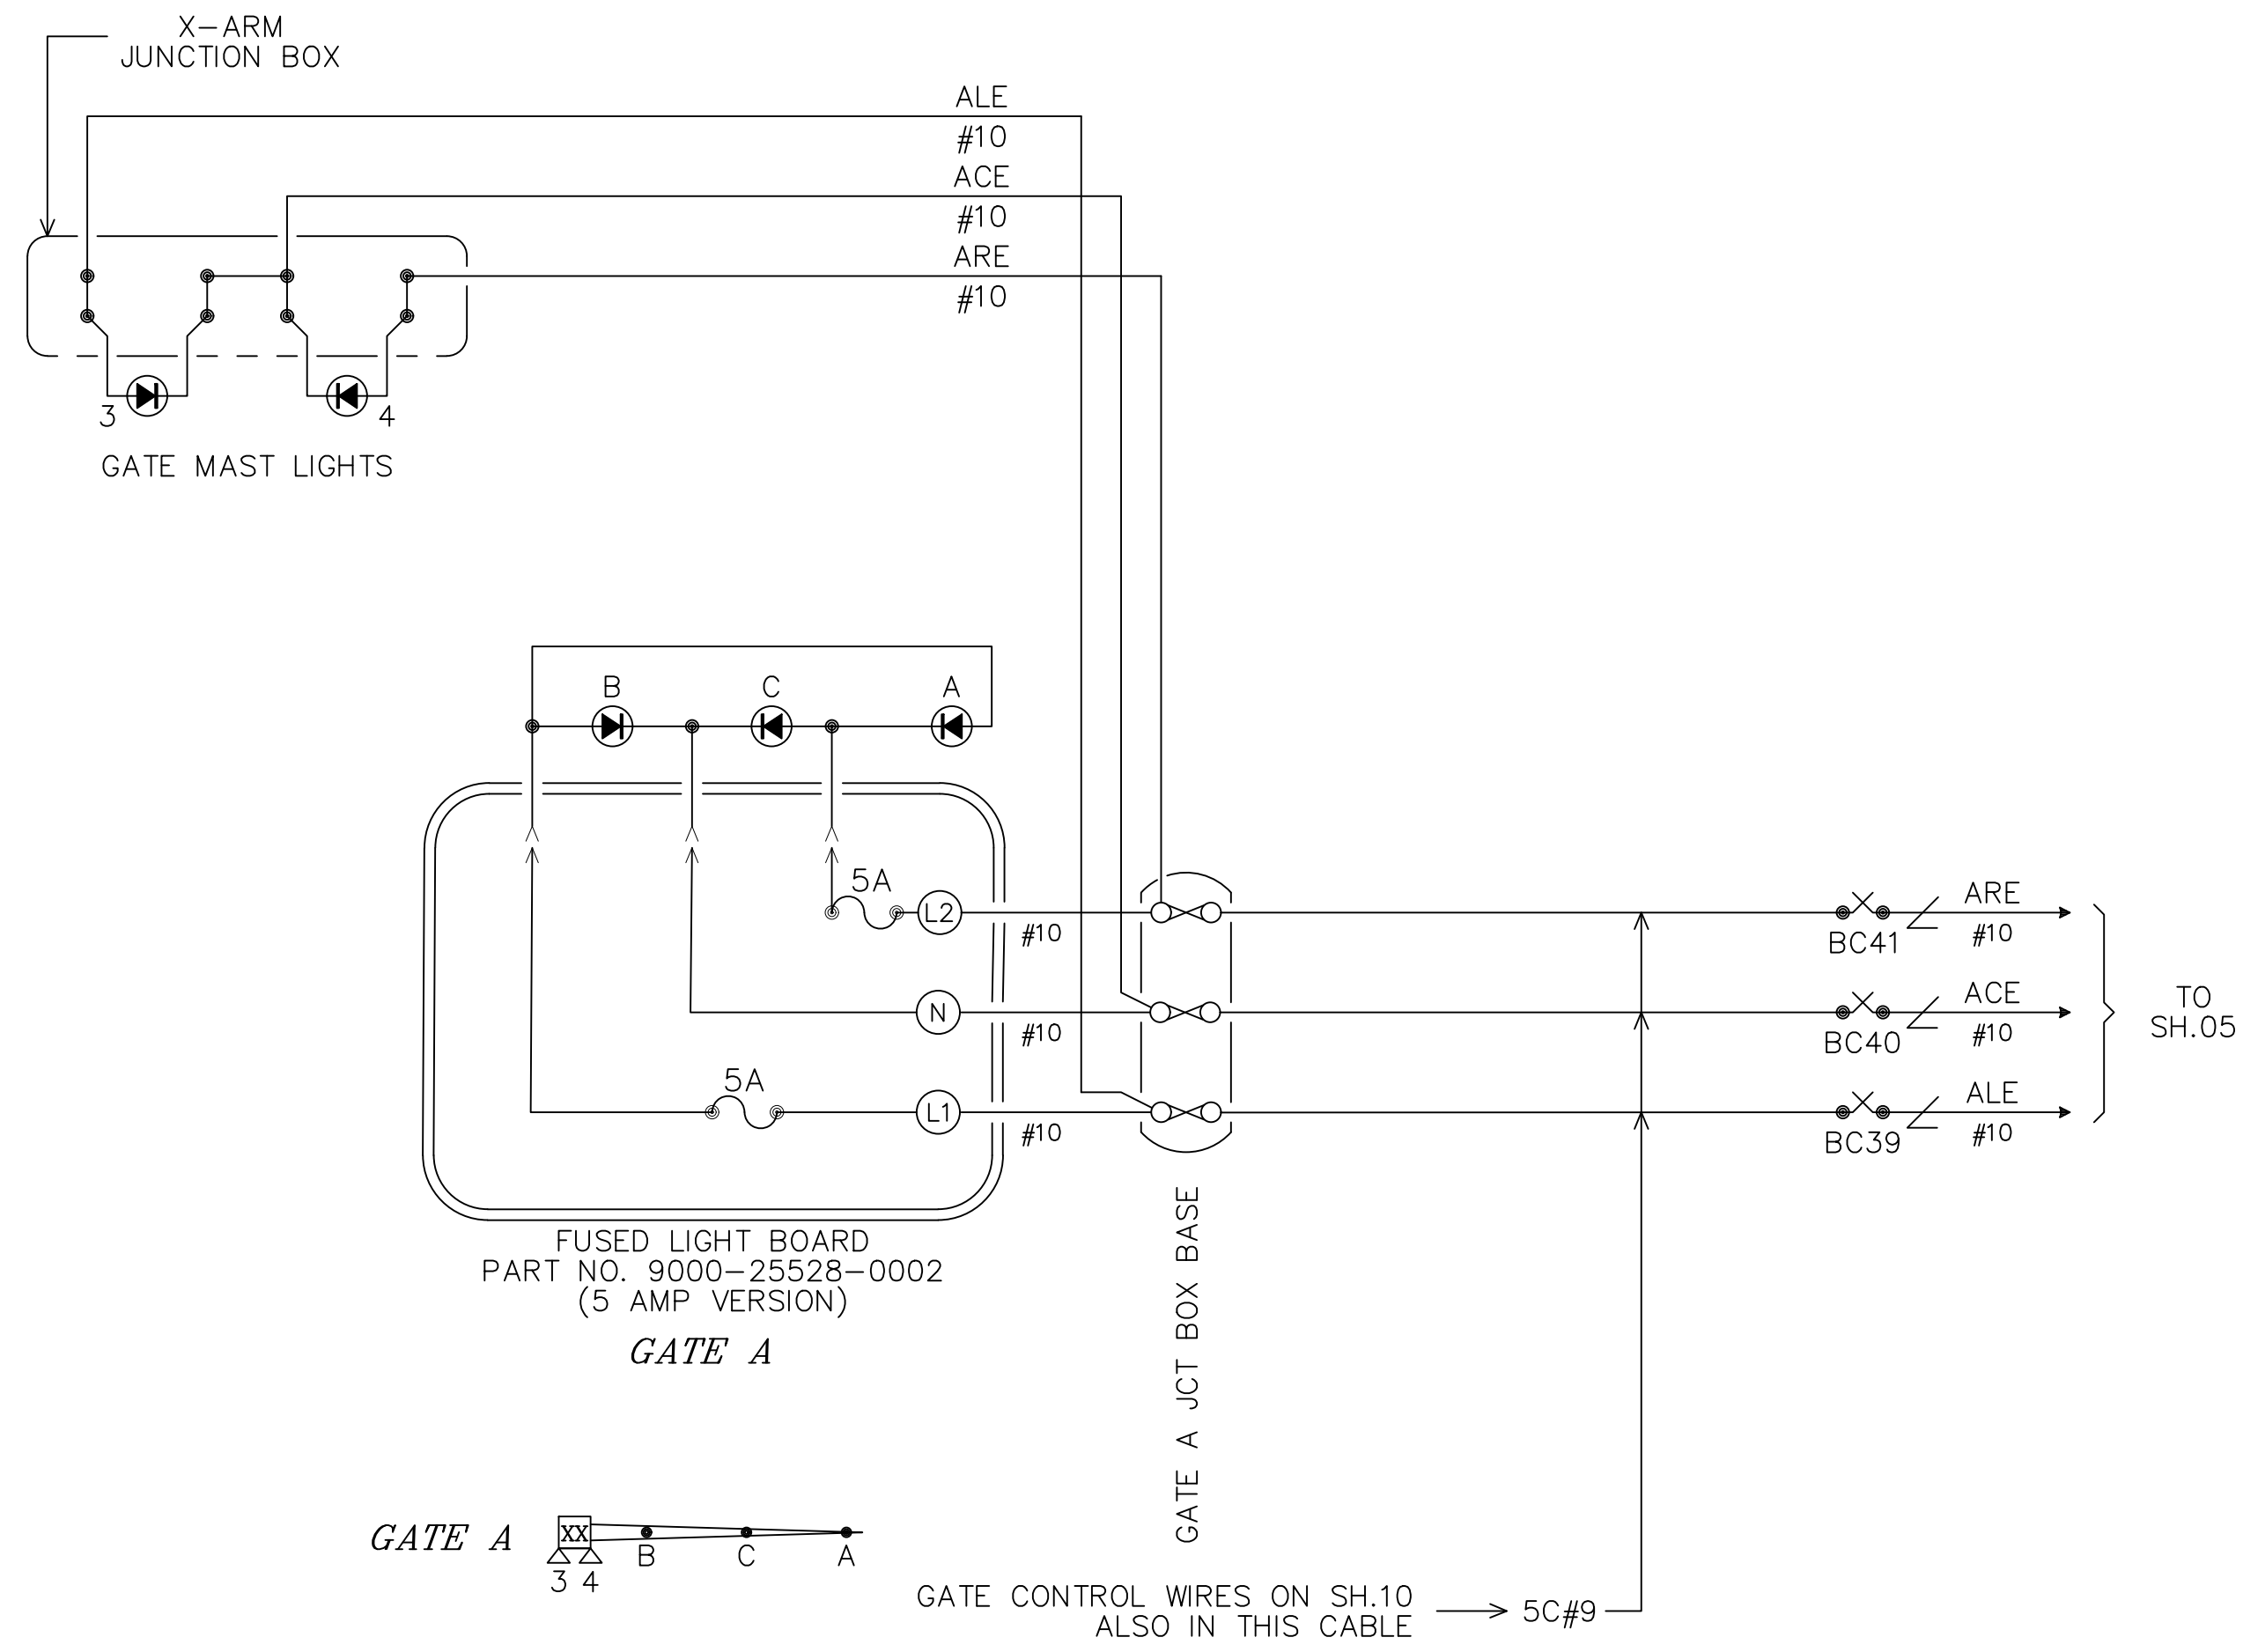 X-ARM
JUNCTION BOX
ALE
#10
ACE
#10
ARE
#10
3
4
GATE MAST LIGHTS
B
C
A
5A
L2
#10
N
#10
5A
L1
#10
BC41
ARE
#10
BC40
ACE
#10
BC39
ALE
#10
TO
SH.05
FUSED LIGHT BOARD
PART NO. 9000-25528-0002
(5 AMP VERSION)
GATE A
GATE A JCT BOX BASE
GATE A
XX
B
C
A
3 4
GATE CONTROL WIRES ON SH.10
ALSO IN THIS CABLE
5C#9